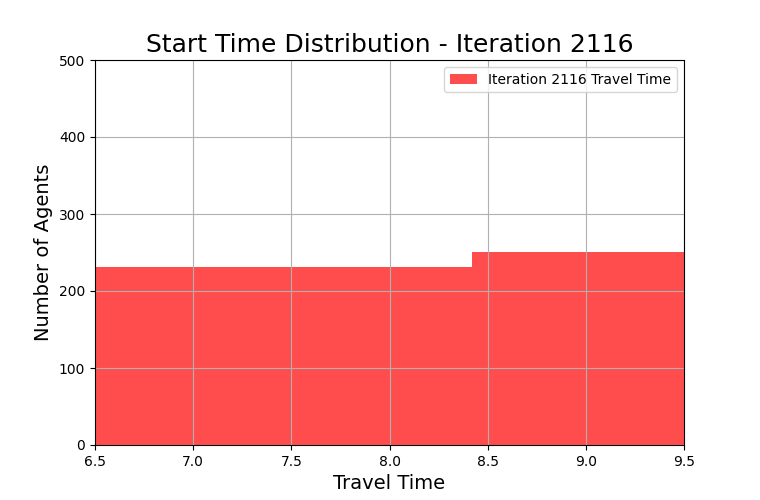 Start Time Distribution - Iteration 2116
Iteration 2116 Travel Time
Number of Agents
500
400
300
200
100
0
6.5 7.0 7.5 8.0 8.5 9.0 9.5
Travel Time